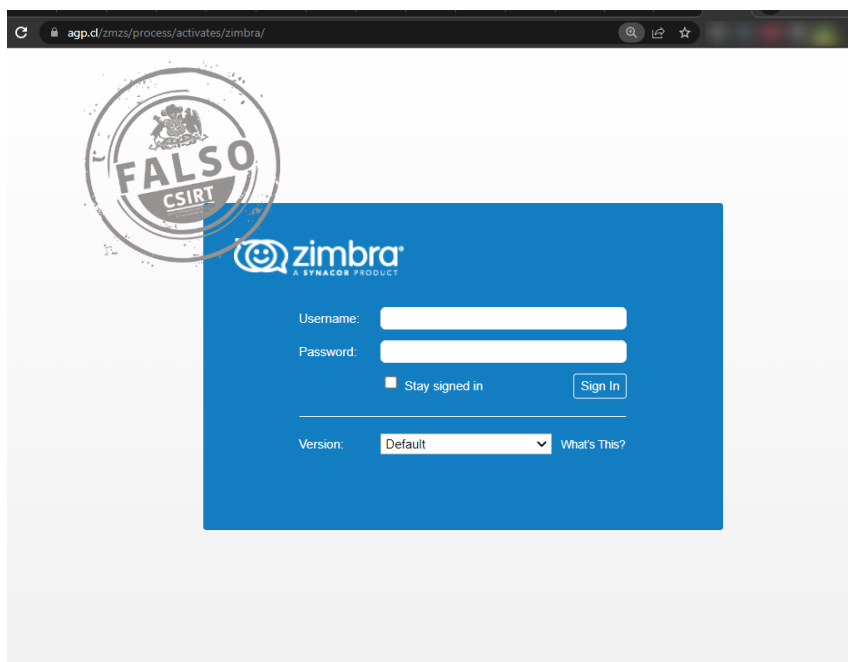 agp.cl/zmzs/process/activates/zimbra/
FALSO
CSIRT
zimbra®
A SYNACOR PRODUCT
Username:
Password:
Stay signed in
Sign In
Version:
Default
What's This?